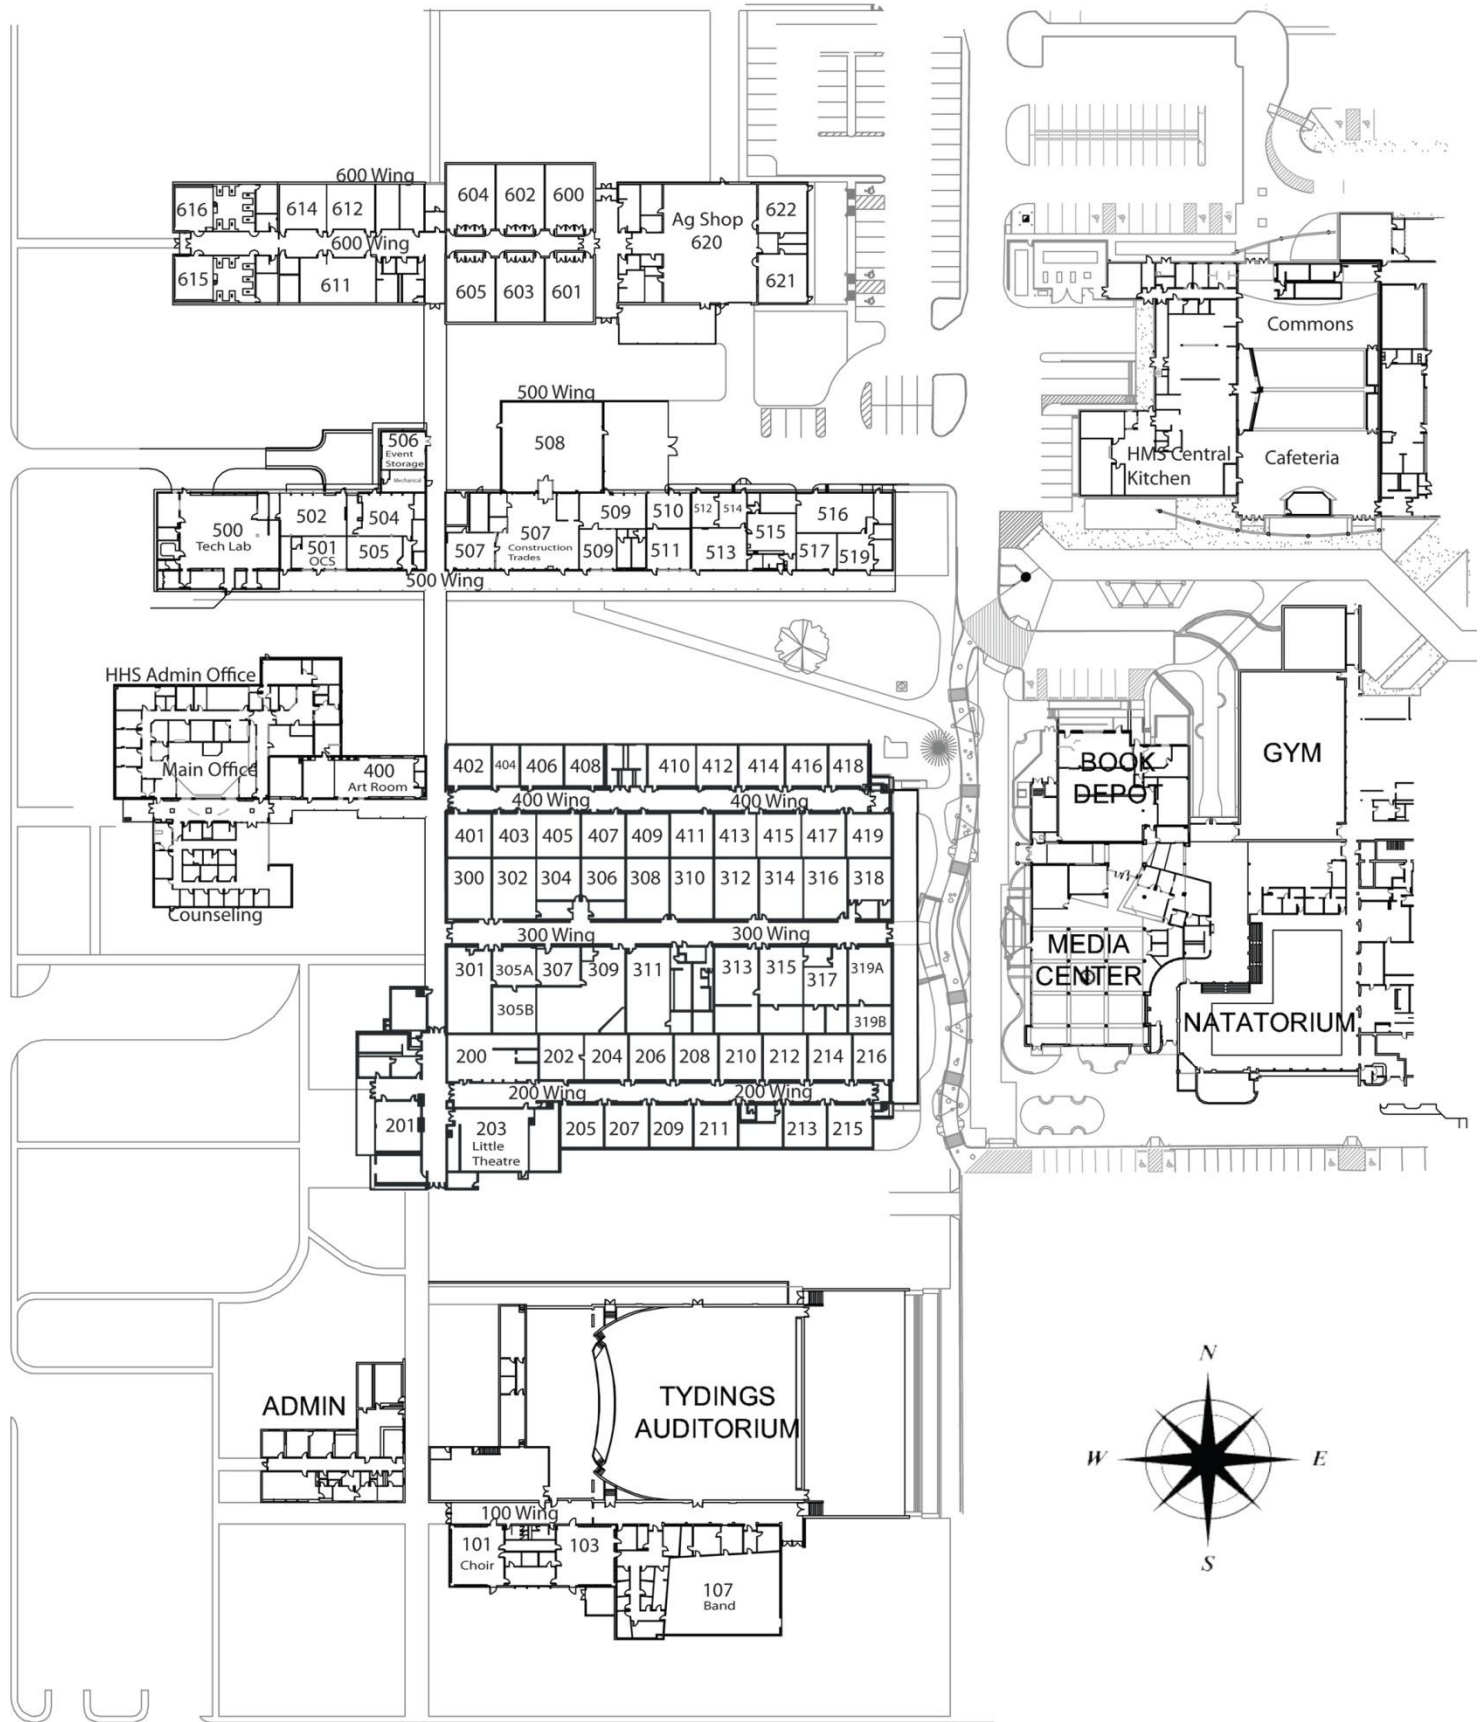 600 Wing
604 602 600
616 614 612
Ag Shop
620
622
600 Wing
615 611
605 603 601
621
Commons
500 Wing
508
506
Event
Storage
Mechanical
HMS Central
Kitchen
Cafeteria
500
Tech Lab
502 504
501
OCS
505
507
507
Construction
Trades
509
509
510
511
512 514
513
515
516
517 519
500 Wing
HHS Admin Office
Main Office
400
Art Room
Counseling
402 404 406 408 410 412 414 416 418
400 Wing 400 Wing
401 403 405 407 409 411 413 415 417 419
300 302 304 306 308 310 312 314 316 318
300 Wing 300 Wing
301 305A 307 309 311 313 315 317 319A
305B 319B
200 202 204 206 208 210 212 214 216
200 Wing 200 Wing
201
203
Little
Theatre
205 207 209 211 213 215
BOOK
DEPOT
GYM
MEDIA
CENTER
NATATORIUM
ADMIN
TYDINGS
AUDITORIUM
N
W E
S
100 Wing
101
Choir
103
107
Band